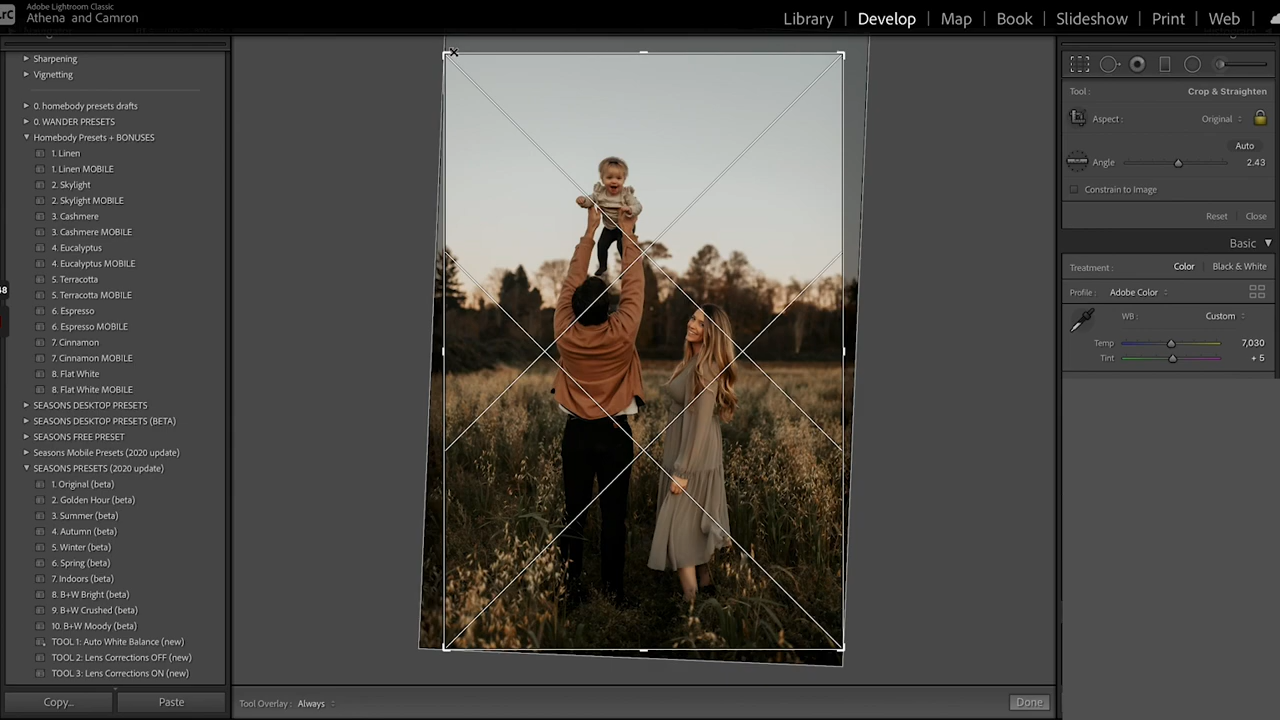 Adobe Lightroom Classic
Athena and Camron
Library | Develop | Map | Book | Slideshow | Print | Web
Sharpening
Vignetting
0. homebody presets drafts
0. WANDER PRESETS
Homebody Presets + BONUSES
1. Linen
1. Linen MOBILE
2. Skylight
2. Skylight MOBILE
3. Cashmere
3. Cashmere MOBILE
4. Eucalyptus
4. Eucalyptus MOBILE
5. Terracotta
5. Terracotta MOBILE
6. Espresso
6. Espresso MOBILE
7. Cinnamon
7. Cinnamon MOBILE
8. Flat White
8. Flat White MOBILE
SEASONS DESKTOP PRESETS
SEASONS DESKTOP PRESETS (BETA)
SEASONS FREE PRESET
Seasons Mobile Presets (2020 update)
SEASONS PRESETS (2020 update)
1. Original (beta)
2. Golden Hour (beta)
3. Summer (beta)
4. Autumn (beta)
5. Winter (beta)
6. Spring (beta)
7. Indoors (beta)
8. B+W Bright (beta)
9. B+W Crushed (beta)
10. B+W Moody (beta)
TOOL 1: Auto White Balance (new)
TOOL 2: Lens Corrections OFF (new)
TOOL 3: Lens Corrections ON (new)
Copy... Paste
Tool Overlay : Always
Done
Tool : Crop & Straighten
Aspect : Original
Auto
Angle 2.43
Constrain to Image
Reset Close
Basic
Treatment : Color Black & White
Profile : Adobe Color
WB : Custom
Temp 7,030
Tint + 5